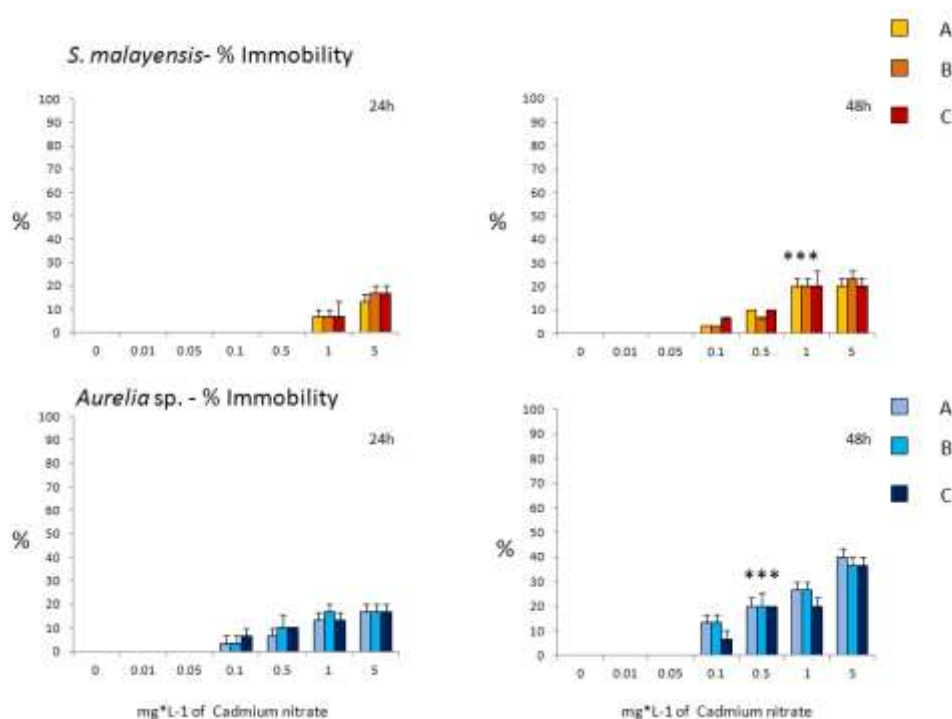 S. malayensis- % Immobility
A
B
C
24h
100
90
80
70
60
50
40
30
20
10
0
%
0 0.01 0.05 0.1 0.5 1 5
48h
100
90
80
70
60
50
40
30
20
10
0
%
***
0 0.01 0.05 0.1 0.5 1 5
Aurelia sp. - % Immobility
A
B
C
24h
100
90
80
70
60
50
40
30
20
10
0
%
0 0.01 0.05 0.1 0.5 1 5
mg*L-1 of Cadmium nitrate
48h
100
90
80
70
60
50
40
30
20
10
0
%
***
0 0.01 0.05 0.1 0.5 1 5
mg*L-1 of Cadmium nitrate